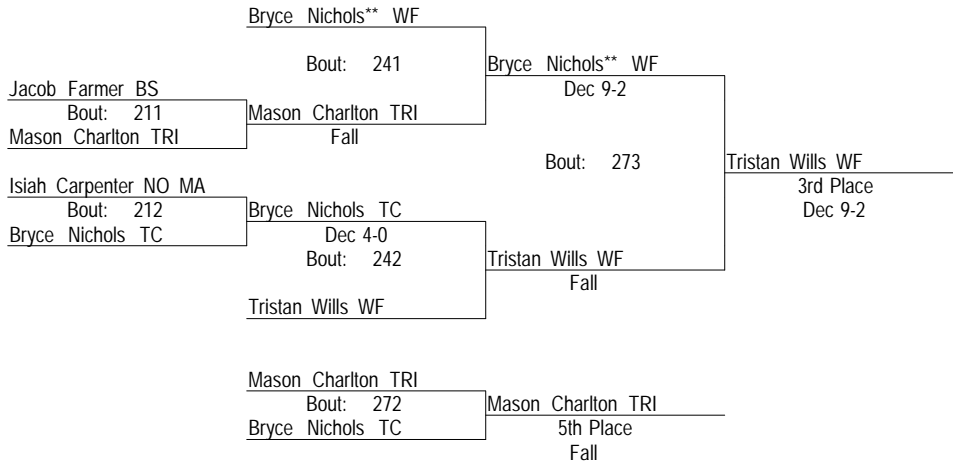 Bryce Nichols** WF
Bout: 241
Bryce Nichols** WF
Dec 9-2
Jacob Farmer BS
Bout: 211
Mason Charlton TRI
Mason Charlton TRI
Fall
Bout: 273
Tristan Wills WF
3rd Place
Dec 9-2
Isiah Carpenter NO MA
Bout: 212
Bryce Nichols TC
Bryce Nichols TC
Dec 4-0
Bout: 242
Tristan Wills WF
Fall
Tristan Wills WF
Mason Charlton TRI
Bout: 272
Bryce Nichols TC
Mason Charlton TRI
5th Place
Fall